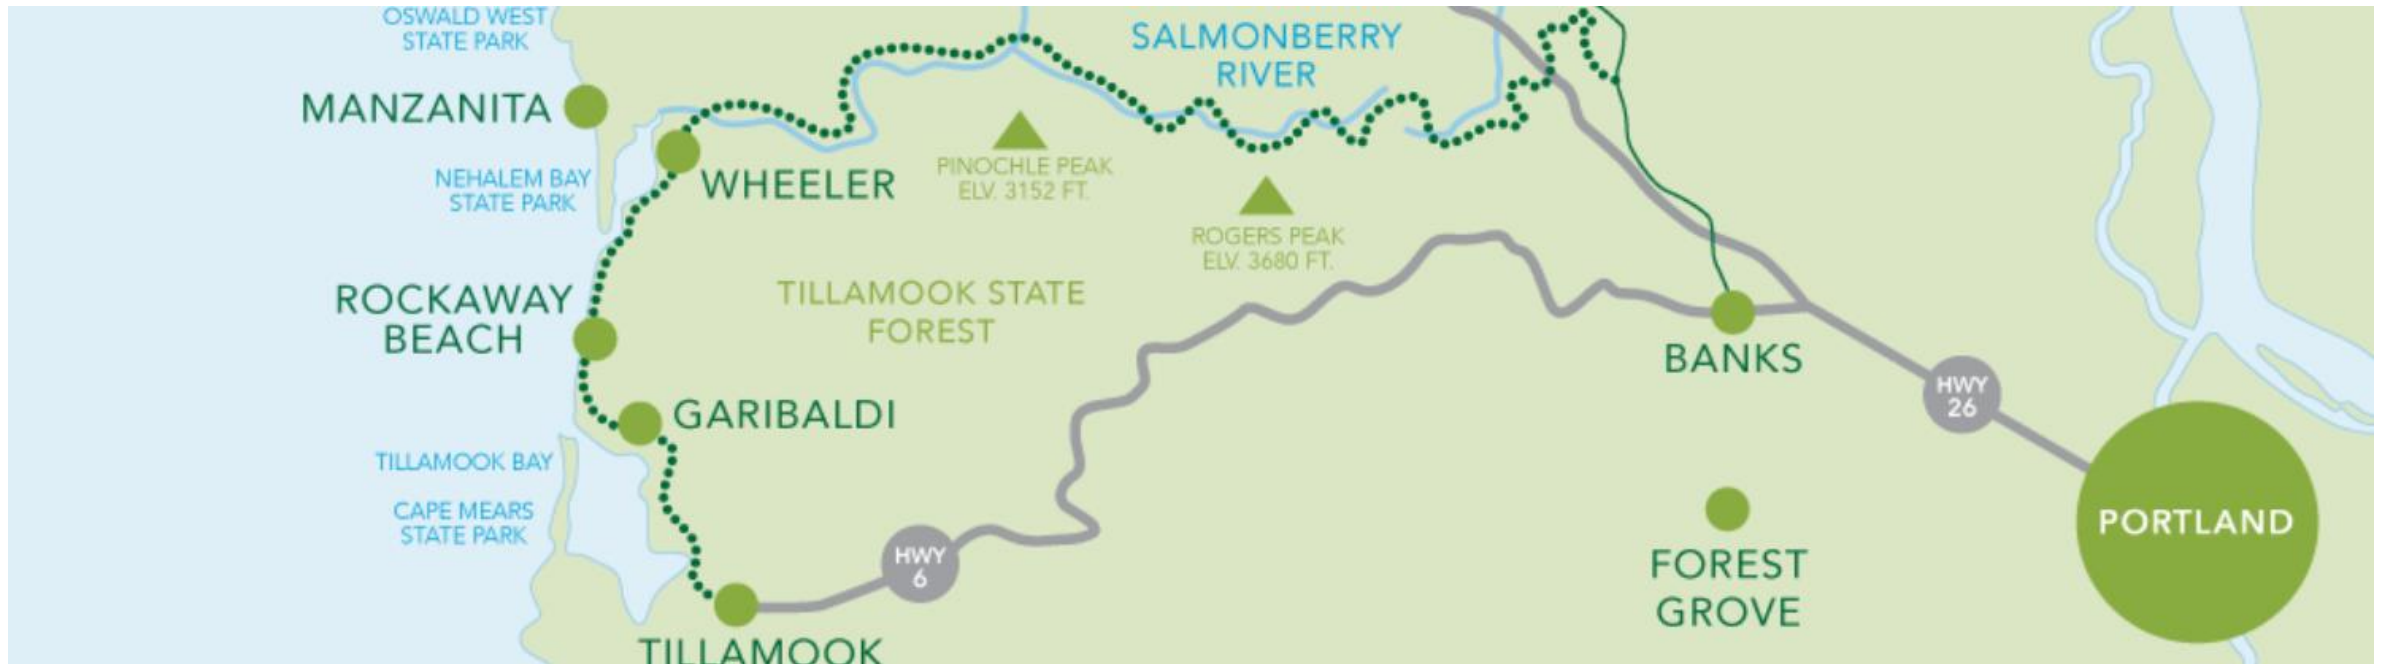 OSWALD WEST
STATE PARK
SALMONBERRY
RIVER
MANZANITA
NEHALEM BAY
STATE PARK
WHEELER
PINOCHLE PEAK
ELV. 3152 FT.
ROGERS PEAK
ELV. 3680 FT.
ROCKAWAY
BEACH
TILLAMOOK STATE
FOREST
BANKS
HWY
26
GARIBALDI
TILLAMOOK BAY
CAPE MEARS
STATE PARK
HWY
6
PORTLAND
FOREST
GROVE
TILLAMOOK